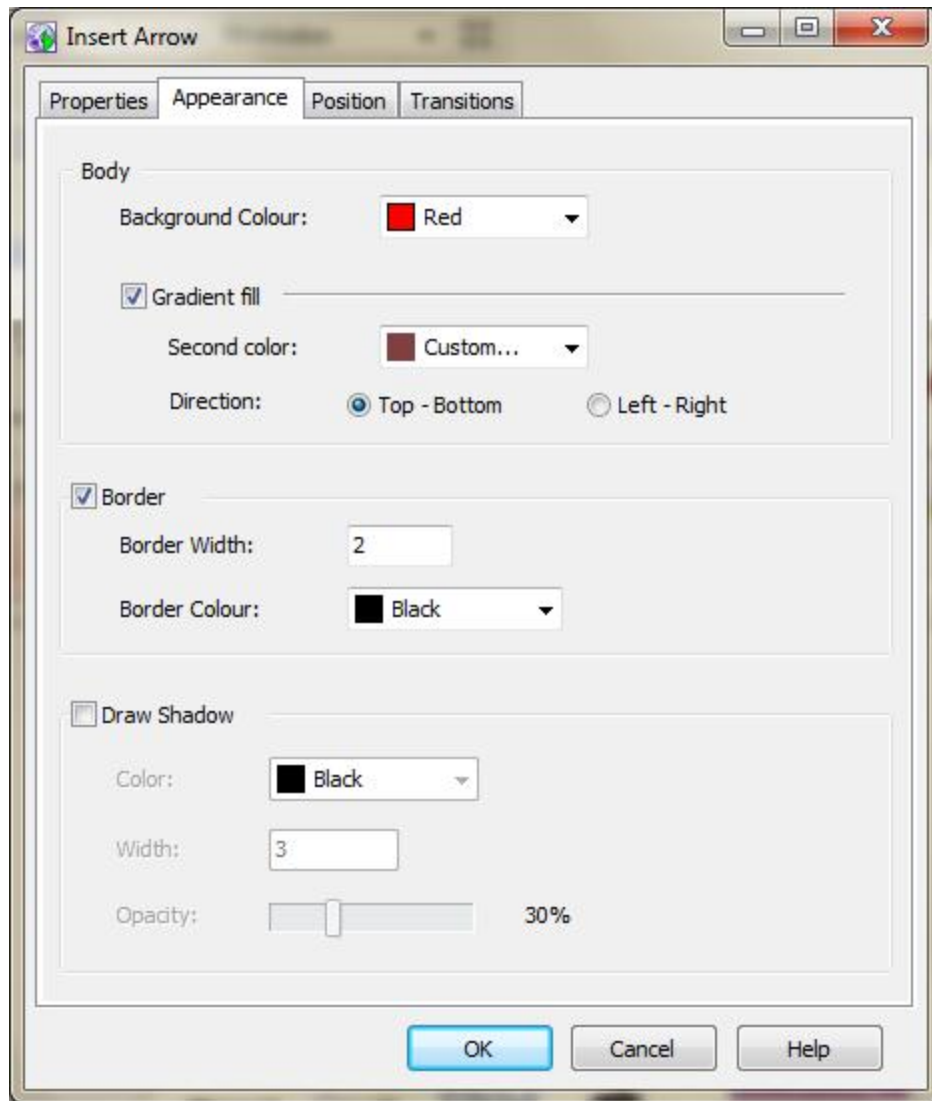 Insert Arrow
Properties Appearance Position Transitions
Body
Background Colour: Red
Gradient fill
Second color: Custom...
Direction: Top - Bottom Left - Right
Border
Border Width: 2
Border Colour: Black
Draw Shadow
Color: Black
Width: 3
Opacity: 30%
OK Cancel Help